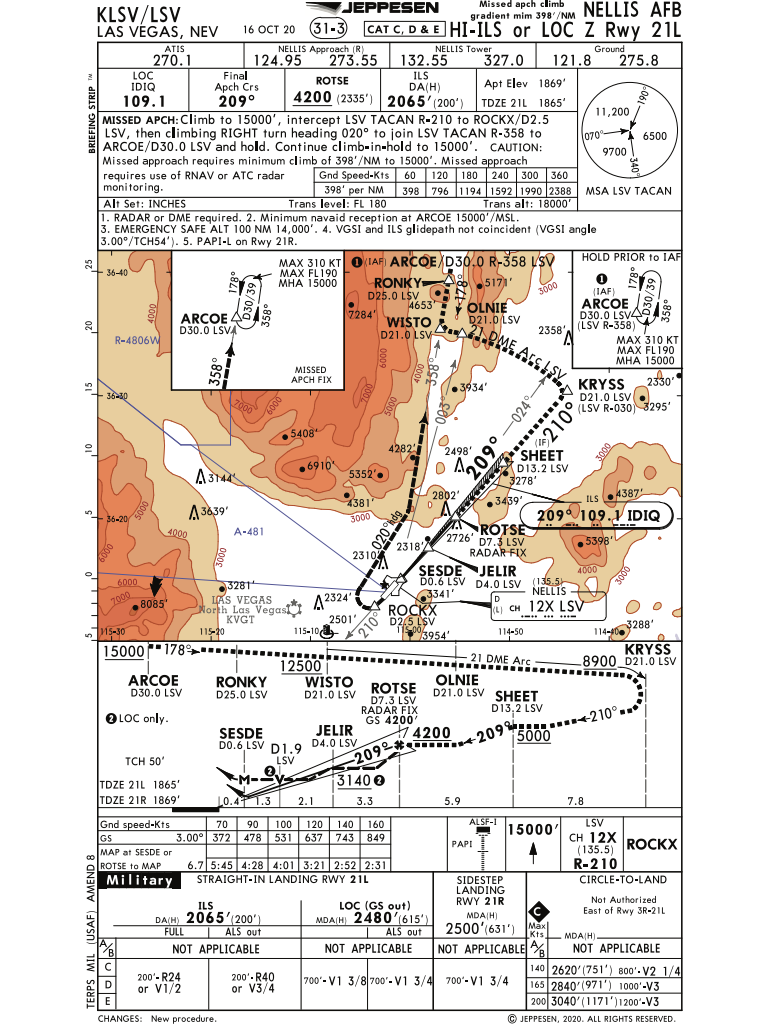 KLSV/LSV
LAS VEGAS, NEV
16 OCT 20
31-3
JEPPESEN
CAT C, D & E
Missed apch climb
gradient mim 398'/NM
NELLIS AFB
HI-ILS or LOC Z Rwy 21L
BRIEFING STRIP TM
ATIS
270.1
NELLIS Approach (R)
124.95 273.55
NELLIS Tower
132.55 327.0
Ground
121.8 275.8
LOC
IDIQ
109.1
Final
Apch Crs
209°
ROTSE
4200 (2335')
ILS
DA(H)
2065'(200')
Apt Elev 1869'
TDZE 21L 1865'
MISSED APCH: Climb to 15000', intercept LSV TACAN R-210 to ROCKX/D2.5
LSV, then climbing RIGHT turn heading 020° to join LSV TACAN R-358 to
ARCOE/D30.0 LSV and hold. Continue climb-in-hold to 15000'. CAUTION:
Missed approach requires minimum climb of 398'/NM to 15000'. Missed approach
requires use of RNAV or ATC radar
monitoring.
Gnd Speed-Kts 60 120 180 240 300 360
398' per NM 398 796 1194 1592 1990 2388
11,200
190°
070°
6500
9700
340°
MSA LSV TACAN
Alt Set: INCHES Trans level: FL 180 Trans alt: 18000'
1. RADAR or DME required. 2. Minimum navaid reception at ARCOE 15000'/MSL.
3. EMERGENCY SAFE ALT 100 NM 14,000'. 4. VGSI and ILS glidepath not coincident (VGSI angle
3.00°/TCH54'). 5. PAPI-L on Rwy 21R.
25
20
15
10
5
0
5
36-40
36-30
36-20
115-30
115-20
115-10
115-00
114-50
114-40
R-4806W
A-481
MAX 310 KT
MAX FL190
MHA 15000
178°
D30/39
358°
ARCOE
D30.0 LSV
358°
MISSED
APCH FIX
1 (IAF) ARCOE/D30.0 R-358 LSV
RONKY
D25.0 LSV
4653'
178°
5171'
7284'
WISTO
D21.0 LSV
OLNIE
D21.0 LSV
21 DME Arc LSV
3000
2358'
HOLD PRIOR to IAF
1
(IAF)
ARCOE
D30.0 LSV
(LSV R-358)
178°
D30/39
358°
MAX 310 KT
MAX FL190
MHA 15000
KRYSS
D21.0 LSV
(LSV R-030)
2330'
3295'
3934'
358°
003°
024°
210°
209°
(IF)
SHEET
D13.2 LSV
3278'
2498'
4282'
5408'
6910'
5352'
4381'
3144'
3639'
2802'
3439'
4387'
5398'
ILS
209° 109.1 IDIQ
ROTSE
D7.3 LSV
RADAR FIX
2726'
020° hdg
2310'
2318'
SESDE
D0.6 LSV
JELIR
D4.0 LSV
3341'
(135.5)
NELLIS
D
(L) CH 12X LSV
3281'
8085'
LAS VEGAS
North Las Vegas
KVGT
2324'
2501'
210°
ROCKX
D2.5 LSV
3954'
3288'
15000
178°
12500
21 DME Arc
8900
KRYSS
D21.0 LSV
ARCOE
D30.0 LSV
RONKY
D25.0 LSV
WISTO
D21.0 LSV
ROTSE
D7.3 LSV
RADAR FIX
GS 4200'
OLNIE
D21.0 LSV
SHEET
D13.2 LSV
210°
2 LOC only.
SESDE
D0.6 LSV
D1.9
LSV
2
JELIR
D4.0 LSV
209°
4200
209°
5000
TCH 50'
M
V
3140 2
TDZE 21L 1865'
TDZE 21R 1869'
0.4 1.3 2.1 3.3 5.9 7.8
Gnd speed-Kts 70 90 100 120 140 160
GS 3.00° 372 478 531 637 743 849
MAP at SESDE or
ROTSE to MAP 6.7 5:45 4:28 4:01 3:21 2:52 2:31
ALSF-I
PAPI
15000'
LSV
CH 12X
(135.5)
R-210
ROCKX
TERPS MIL (USAF) AMEND 8
Military
STRAIGHT-IN LANDING RWY 21L
ILS
DA(H) 2065'(200')
FULL
ALS out
LOC (GS out)
MDA(H) 2480'(615')
ALS out
SIDESTEP
LANDING
RWY 21R
MDA(H)
2500'(631')
CIRCLE-TO-LAND
Not Authorized
East of Rwy 3R-21L
C
Max
Kts
MDA(H)
A/B NOT APPLICABLE NOT APPLICABLE NOT APPLICABLE A/B NOT APPLICABLE
C
D
E
200'-R24
or V1/2
200'-R40
or V3/4
700'-V1 3/8
700'-V1 3/4
700'-V1 3/4
140 2620'(751') 800'-V2 1/4
165 2840'(971') 1000'-V3
200 3040'(1171') 1200'-V3
CHANGES: New procedure.
© JEPPESEN, 2020. ALL RIGHTS RESERVED.